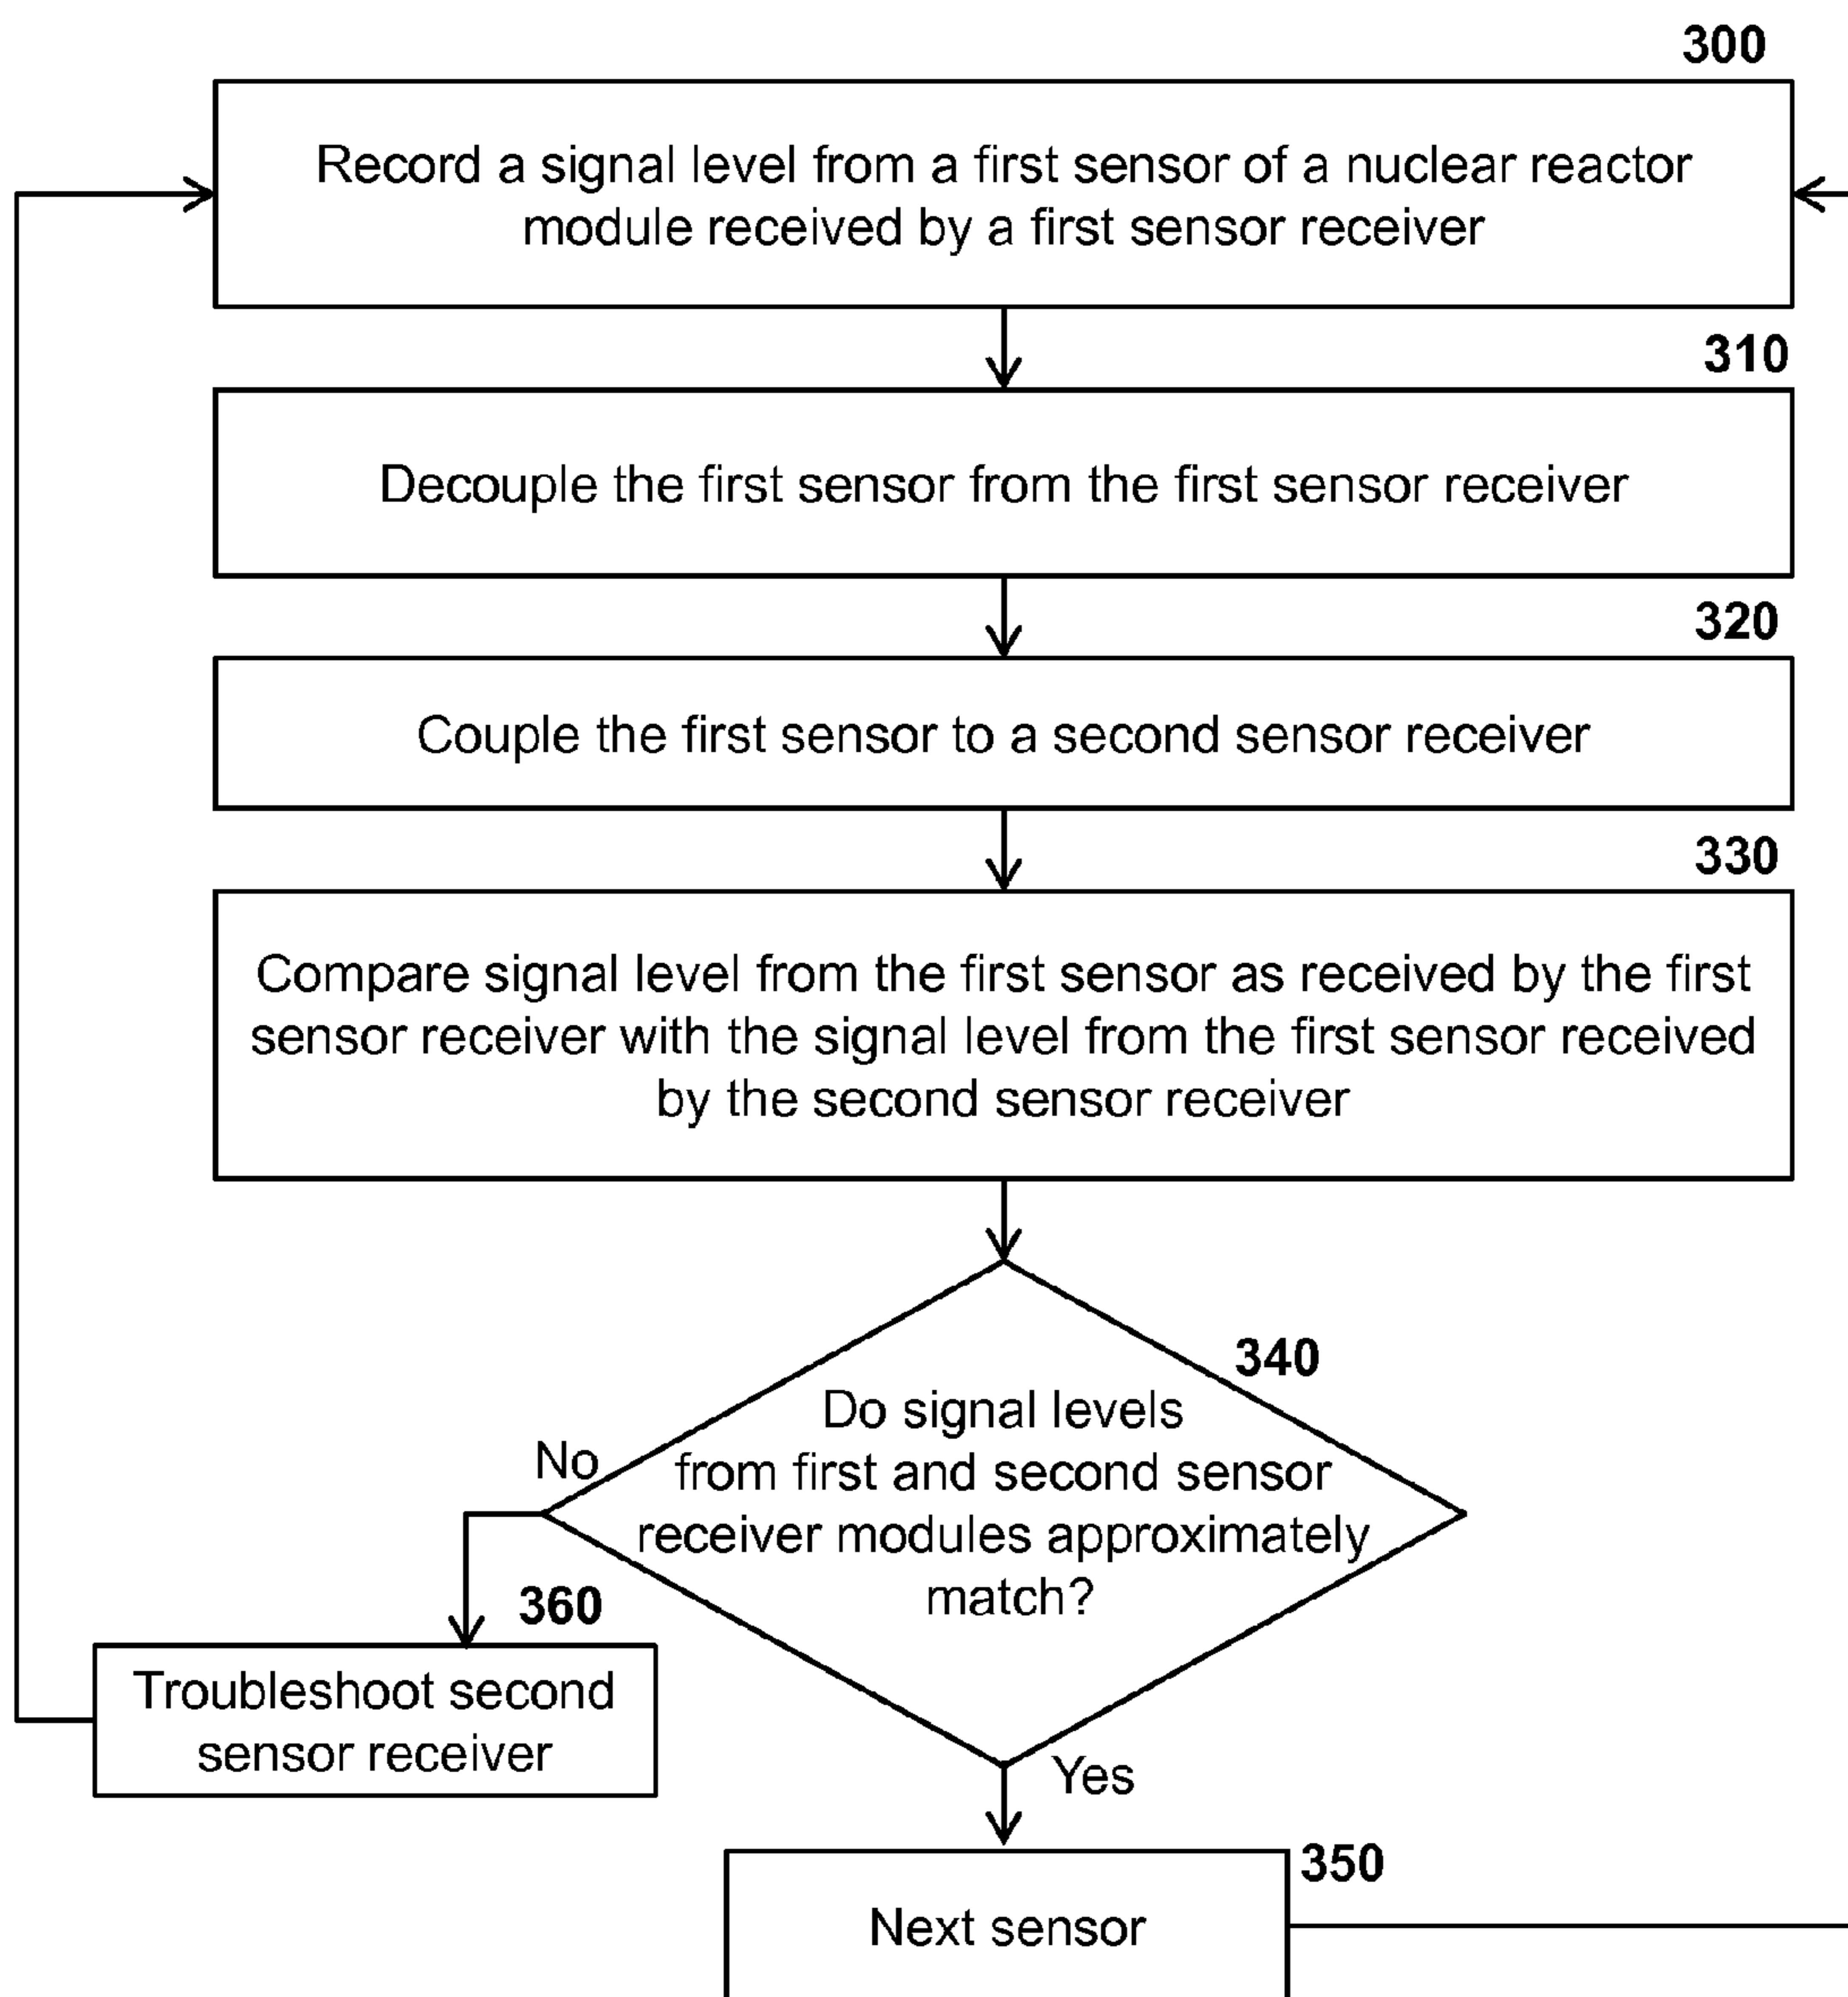 300
Record a signal level from a first sensor of a nuclear reactor
module received by a first sensor receiver
310
Decouple the first sensor from the first sensor receiver
320
Couple the first sensor to a second sensor receiver
330
Compare signal level from the first sensor as received by the first
sensor receiver with the signal level from the first sensor received
by the second sensor receiver
340
Do signal levels
from first and second sensor
receiver modules approximately
match?
No
360
Troubleshoot second
sensor receiver
Yes
350
Next sensor